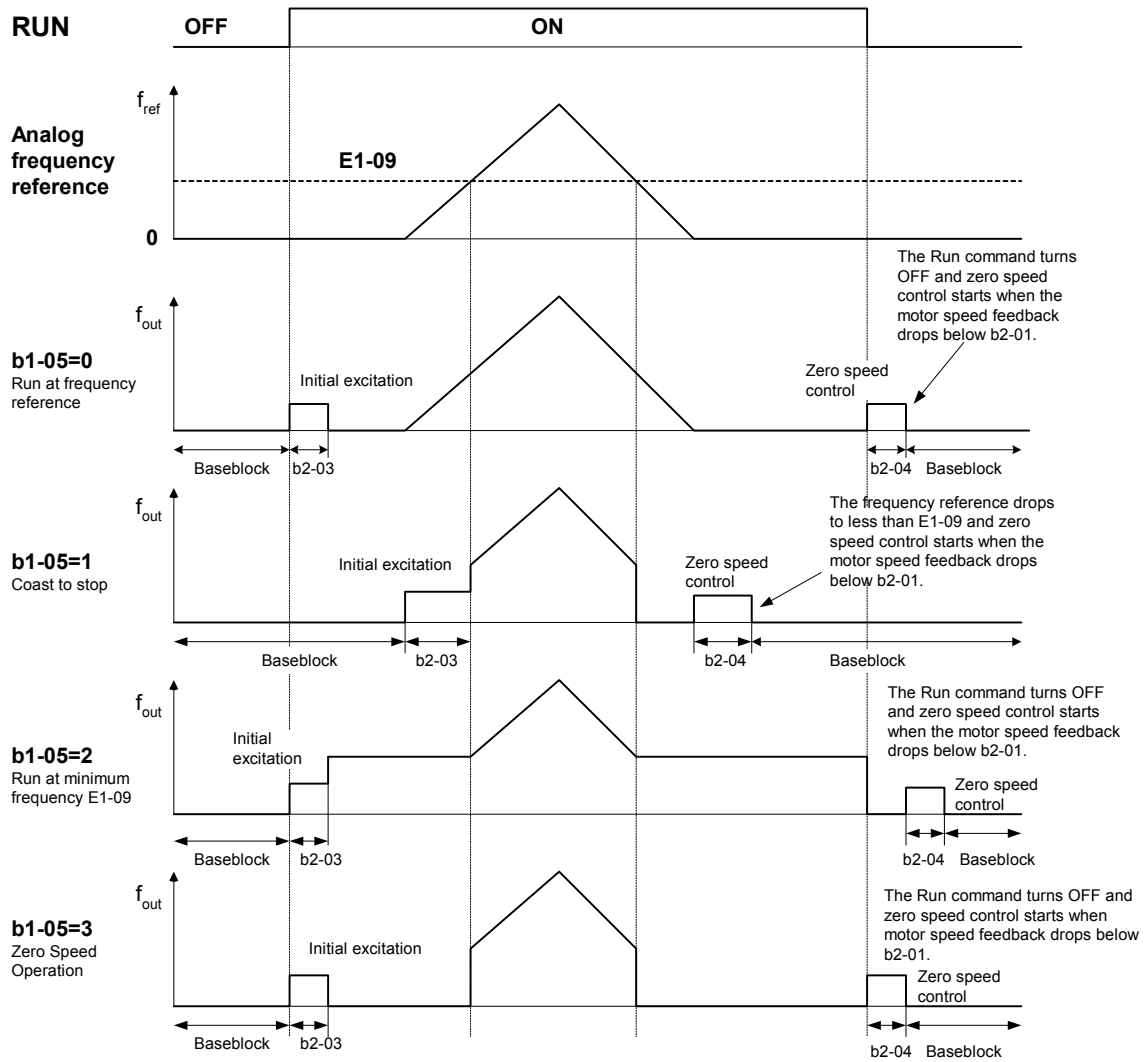 RUN
OFF
ON
f_ref
Analog
frequency
reference
E1-09
0
The Run command turns
OFF and zero speed
control starts when the
motor speed feedback
drops below b2-01.
f_out
b1-05=0
Run at frequency
reference
Initial excitation
Zero speed
control
Baseblock
b2-03
b2-04
Baseblock
f_out
The frequency reference drops
to less than E1-09 and zero
speed control starts when the
motor speed feedback drops
below b2-01.
b1-05=1
Coast to stop
Initial excitation
Zero speed
control
Baseblock
b2-03
b2-04
Baseblock
f_out
The Run command turns OFF
and zero speed control starts
when the motor speed feedback
drops below b2-01.
b1-05=2
Run at minimum
frequency E1-09
Initial
excitation
Zero speed
control
Baseblock
b2-03
b2-04
Baseblock
f_out
The Run command turns OFF and
zero speed control starts when
motor speed feedback drops below
b2-01.
b1-05=3
Zero Speed
Operation
Initial excitation
Zero speed
control
Baseblock
b2-03
b2-04
Baseblock